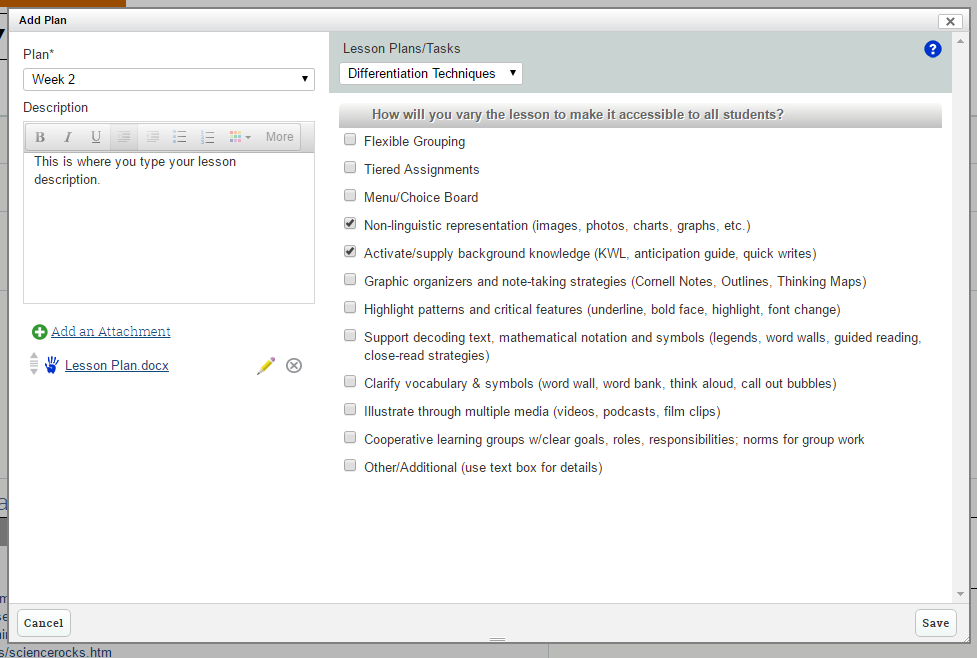 Add Plan
Plan*
Week 2
Description
B I U More
This is where you type your lesson
description.
Add an Attachment
Lesson Plan.docx
Lesson Plans/Tasks
?
Differentiation Techniques
How will you vary the lesson to make it accessible to all students?
Flexible Grouping
Tiered Assignments
Menu/Choice Board
Non-linguistic representation (images, photos, charts, graphs, etc.)
Activate/supply background knowledge (KWL, anticipation guide, quick writes)
Graphic organizers and note-taking strategies (Cornell Notes, Outlines, Thinking Maps)
Highlight patterns and critical features (underline, bold face, highlight, font change)
Support decoding text, mathematical notation and symbols (legends, word walls, guided reading,
close-read strategies)
Clarify vocabulary & symbols (word wall, word bank, think aloud, call out bubbles)
Illustrate through multiple media (videos, podcasts, film clips)
Cooperative learning groups w/clear goals, roles, responsibilities; norms for group work
Other/Additional (use text box for details)
Cancel
Save
s/sciencerocks.htm